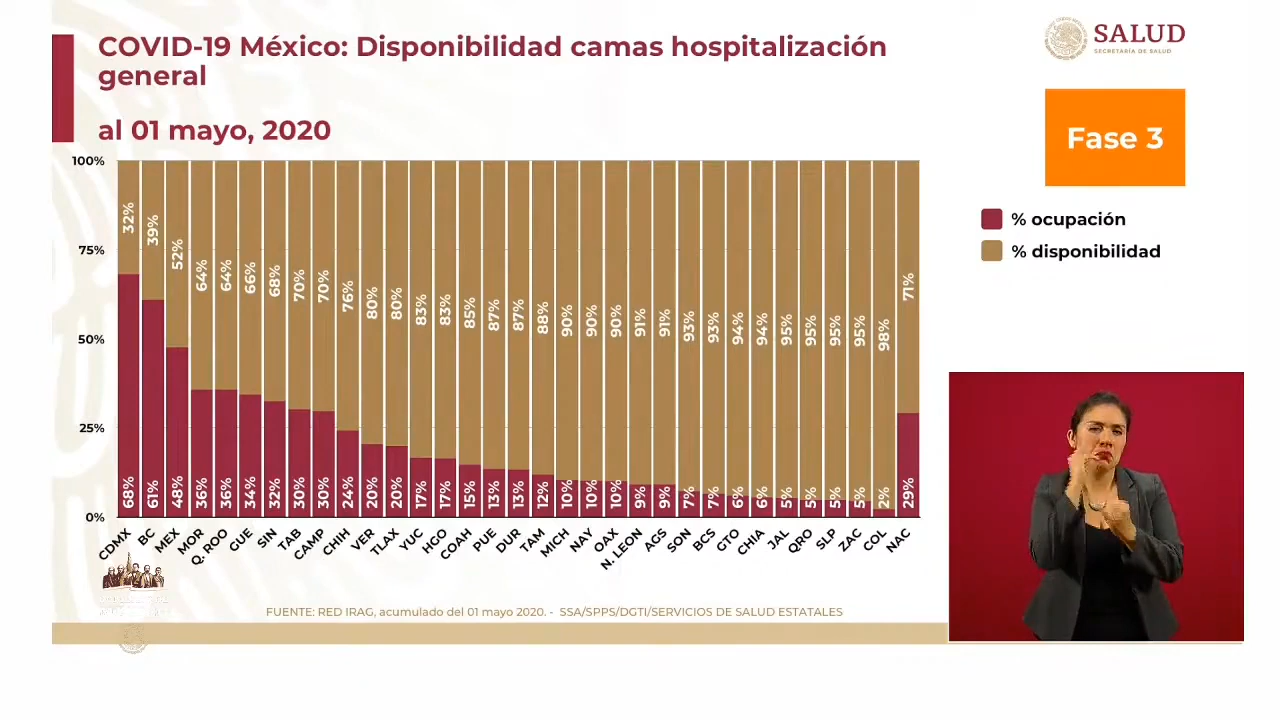 COVID-19 México: Disponibilidad camas hospitalización
general
al 01 mayo, 2020
SALUD
SECRETARÍA DE SALUD
Fase 3
% ocupación
% disponibilidad
100%
75%
50%
25%
0%
32% 39% 52% 64% 64% 66% 68% 70% 70% 76% 80% 80% 83% 83% 85% 87% 87% 88% 90% 90% 90% 91% 91% 93% 93% 94% 94% 95% 95% 95% 95% 98% 71%
68% 61% 48% 36% 36% 34% 32% 30% 30% 24% 20% 20% 17% 17% 15% 13% 13% 12% 10% 10% 10% 9% 9% 7% 7% 6% 6% 5% 5% 5% 5% 2% 29%
CDMX BC MEX MOR Q. ROO GUE SIN TAB CAMP CHIH VER TLAX YUC HGO COAH PUE DUR TAM MICH NAY OAX N. LEON AGS SON BCS GTO CHIA JAL QRO SLP ZAC COL NAC
FUENTE: RED IRAG, acumulado del 01 mayo 2020. - SSA/SPPS/DGTI/SERVICIOS DE SALUD ESTATALES